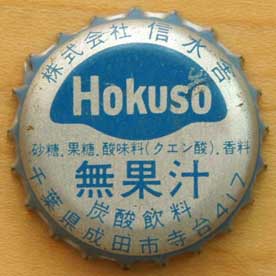 株式会社 信水舎
Hokuso
砂糖、果糖、酸味料(クエン酸)、香料
無果汁
炭酸飲料
千葉県成田市寺台417